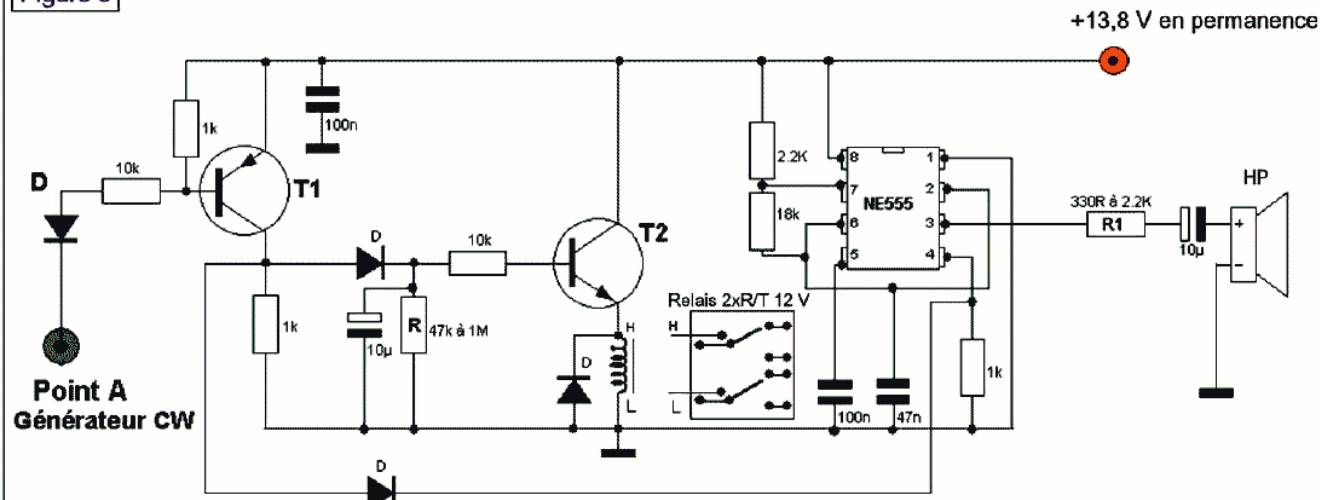 Figure 3
+13,8 V en permanence
1k
100n
10k
D
T1
2.2K
8 1
7 2
NE555
6 3
5 4
18k
330R à 2.2K
R1
10µ
HP
+
-
D
10k
T2
1k
10µ
R
47k à 1M
Relais 2xR/T 12 V
H
H
D
L
L
100n
47n
1k
Point A
Générateur CW
D